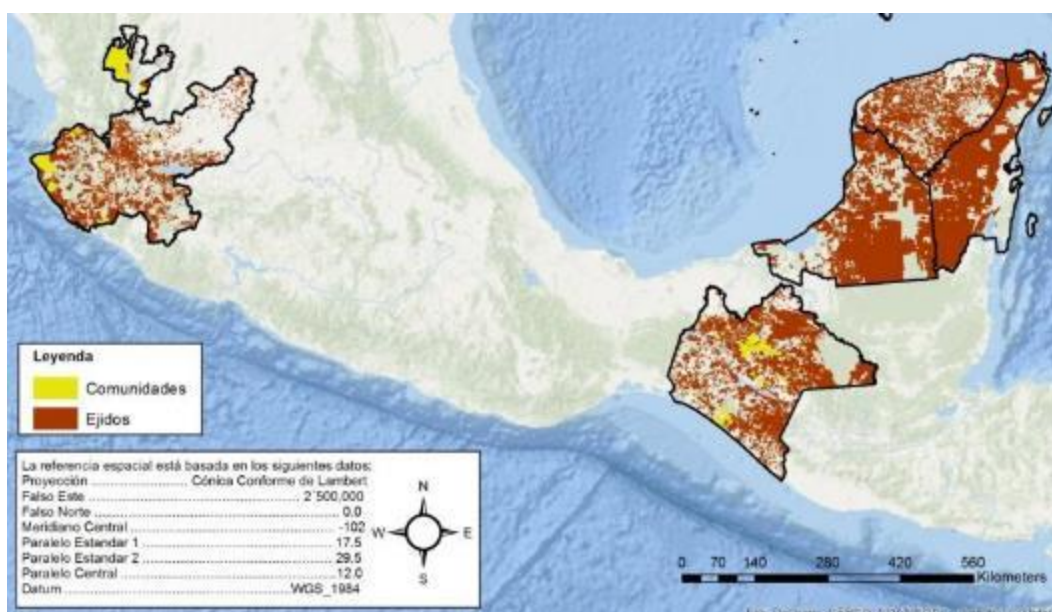 Leyenda
Comunidades
Ejidos
La referencia espacial está basada en los siguientes datos:
Proyección ........ Cónica Conforme de Lambert
Falso Este ........ 2´500,000
Falso Norte ........ 0.0
Meridiano Central ........ -102
Paralelo Estandar 1 ........ 17.5
Paralelo Estandar 2 ........ 29.5
Paralelo Central ........ 12.0
Datum ........ WGS_1984
N
W E
S
0 70 140 280 420 560
Kilometers